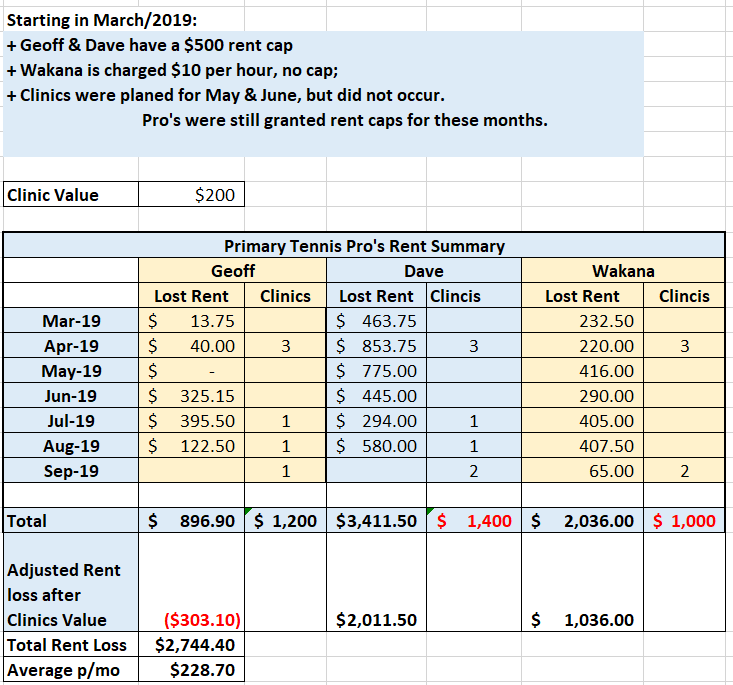 Starting in March/2019:
+ Geoff & Dave have a $500 rent cap
+ Wakana is charged $10 per hour, no cap;
+ Clinics were planed for May & June, but did not occur.
Pro's were still granted rent caps for these months.
Clinic Value $200
Primary Tennis Pro's Rent Summary
Geoff Dave Wakana
Lost Rent Clinics Lost Rent Clincis Lost Rent Clincis
Mar-19 $ 13.75 $ 463.75 232.50
Apr-19 $ 40.00 3 $ 853.75 3 220.00 3
May-19 $ - $ 775.00 416.00
Jun-19 $ 325.15 $ 445.00 290.00
Jul-19 $ 395.50 1 $ 294.00 1 405.00
Aug-19 $ 122.50 1 $ 580.00 1 407.50
Sep-19 1 2 65.00 2
Total $ 896.90 $ 1,200 $3,411.50 $ 1,400 $ 2,036.00 $ 1,000
Adjusted Rent
loss after
Clinics Value ($303.10) $2,011.50 $ 1,036.00
Total Rent Loss $2,744.40
Average p/mo $228.70